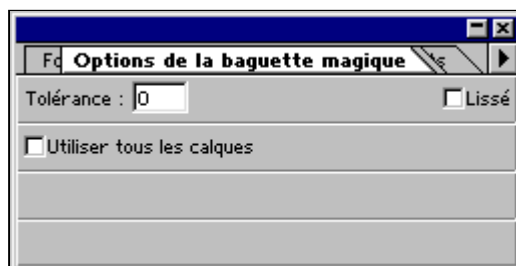 Options de la baguette magique
Tolérance : 0 Lissé
Utiliser tous les calques